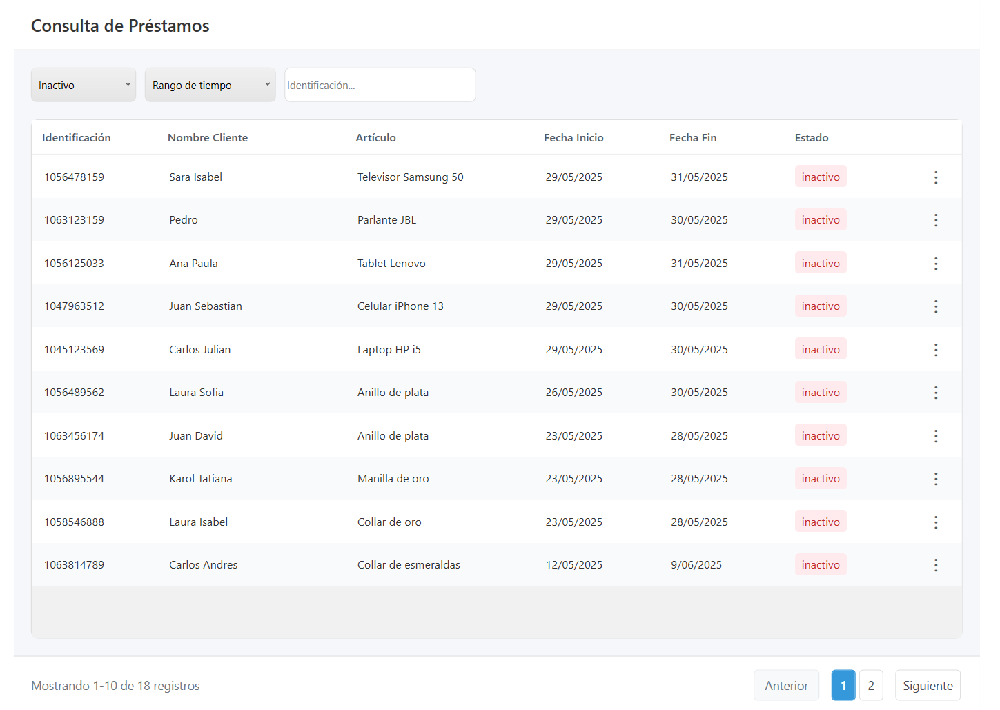 Consulta de Préstamos
Inactivo Rango de tiempo Identificación...
Identificación Nombre Cliente Artículo Fecha Inicio Fecha Fin Estado
1056478159 Sara Isabel Televisor Samsung 50 29/05/2025 31/05/2025 inactivo
1063123159 Pedro Parlante JBL 29/05/2025 30/05/2025 inactivo
1056125033 Ana Paula Tablet Lenovo 29/05/2025 31/05/2025 inactivo
1047963512 Juan Sebastian Celular iPhone 13 29/05/2025 30/05/2025 inactivo
1045123569 Carlos Julian Laptop HP i5 29/05/2025 30/05/2025 inactivo
1056489562 Laura Sofia Anillo de plata 26/05/2025 30/05/2025 inactivo
1063456174 Juan David Anillo de plata 23/05/2025 28/05/2025 inactivo
1056895544 Karol Tatiana Manilla de oro 23/05/2025 28/05/2025 inactivo
1058546888 Laura Isabel Collar de oro 23/05/2025 28/05/2025 inactivo
1063814789 Carlos Andres Collar de esmeraldas 12/05/2025 9/06/2025 inactivo
Mostrando 1-10 de 18 registros Anterior 1 2 Siguiente